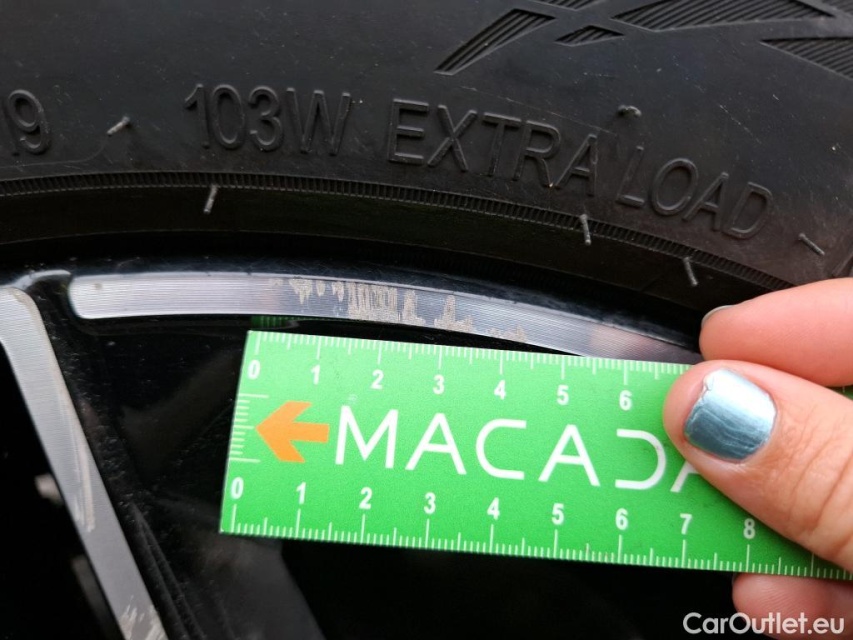 19 103W EXTRA LOAD
0 1 2 3 4 5 6
MACADA
0 1 2 3 4 5 6 7 8
CarOutlet.eu